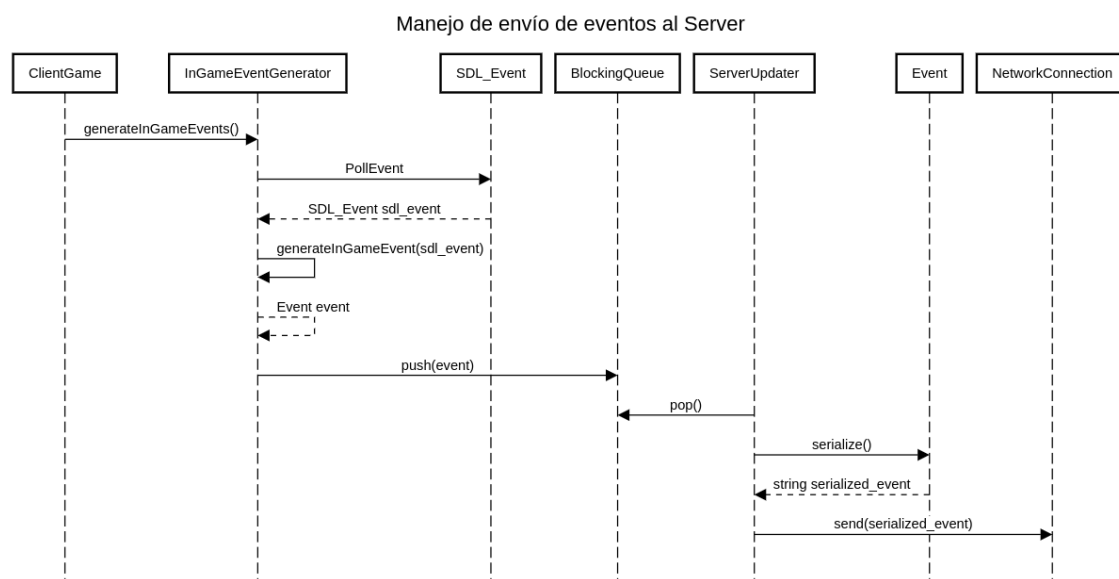 Manejo de envío de eventos al Server
ClientGame
InGameEventGenerator
SDL_Event
BlockingQueue
ServerUpdater
Event
NetworkConnection
generateInGameEvents()
PollEvent
SDL_Event sdl_event
generateInGameEvent(sdl_event)
Event event
push(event)
pop()
serialize()
string serialized_event
send(serialized_event)